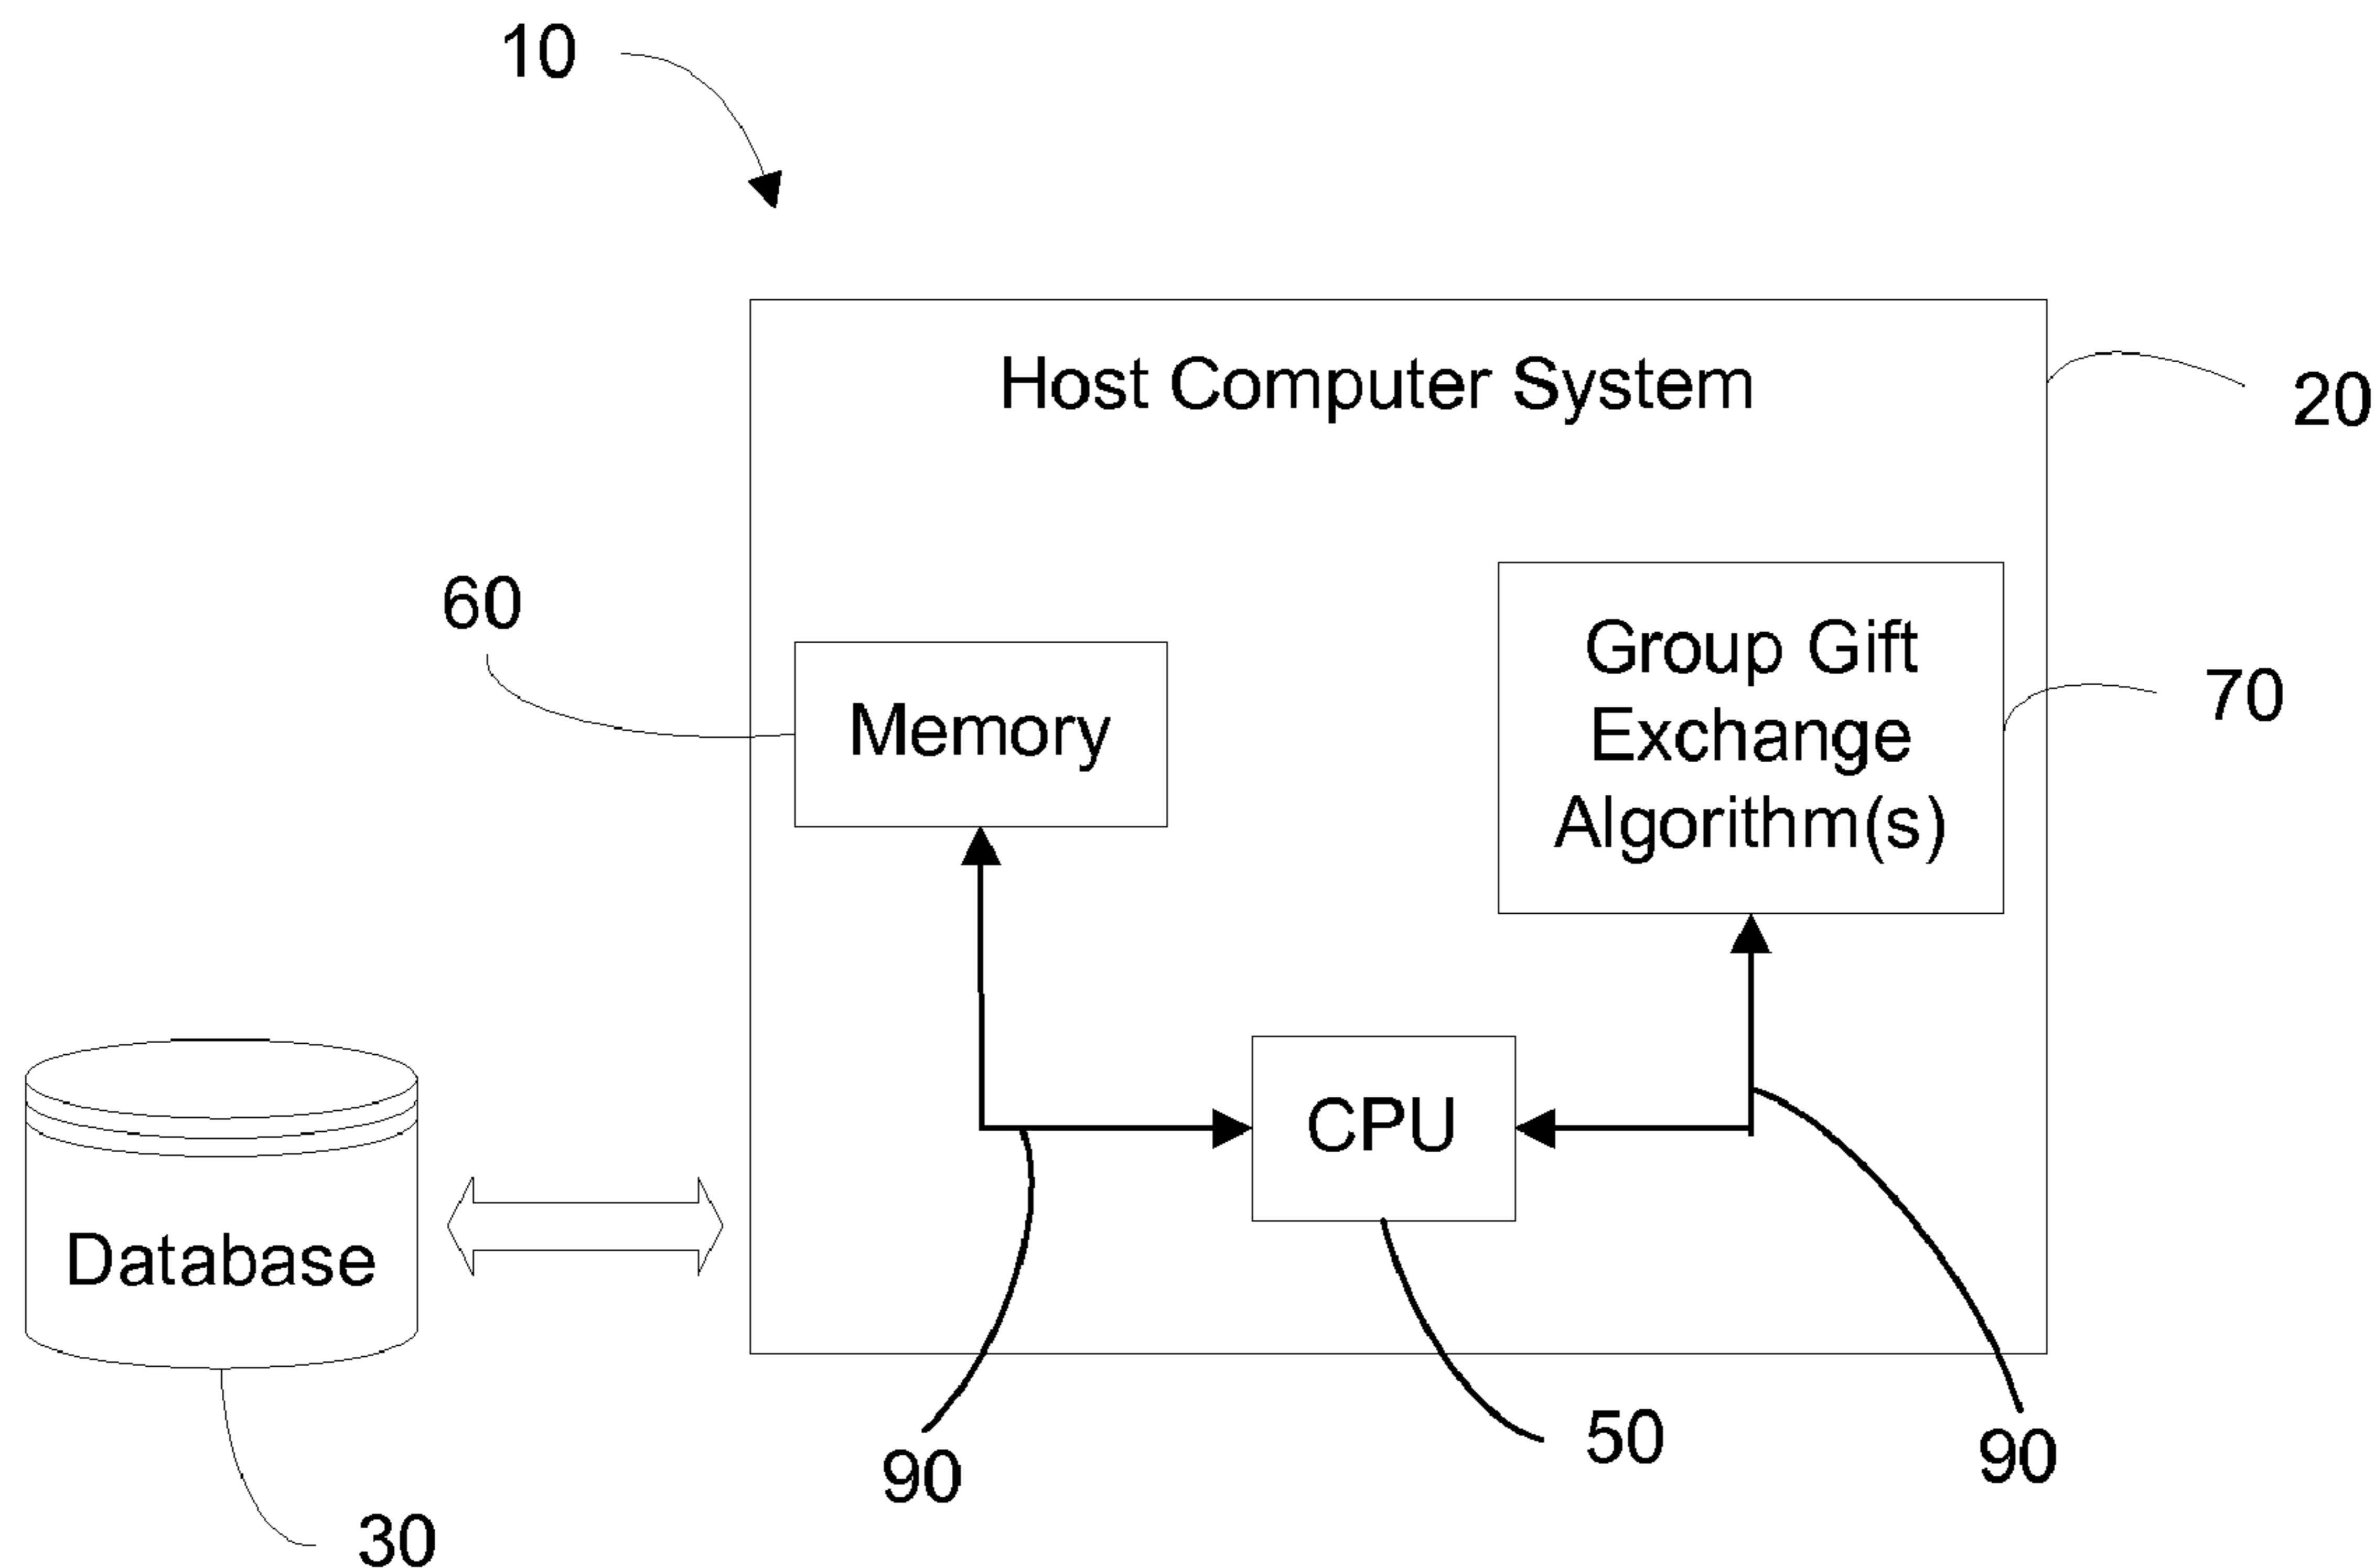 10
Host Computer System
20
60
Group Gift
Exchange
Algorithm(s)
70
Memory
CPU
Database
50
90
90
30